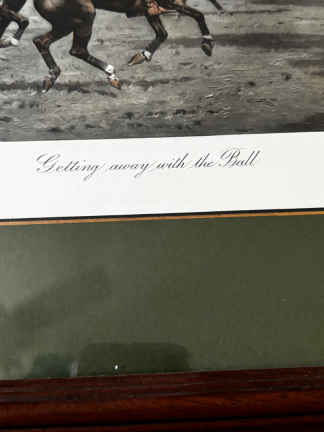 Getting away with the Ball